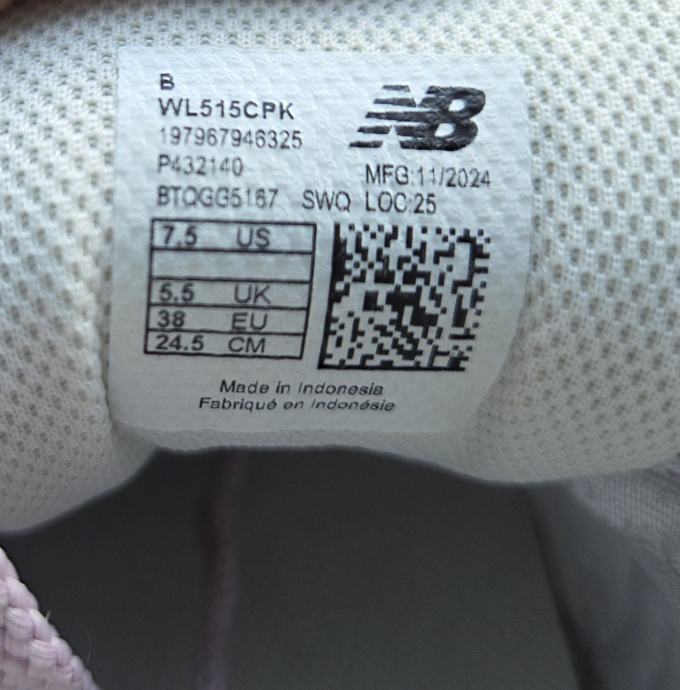 B
WL515CPK
197967946325
P432140
BTQGG5167 SWQ
NB
MFG:11/2024
LOC:25
7.5 US
5.5 UK
38 EU
24.5 CM
Made in Indonesia
Fabriqué en Indonésie